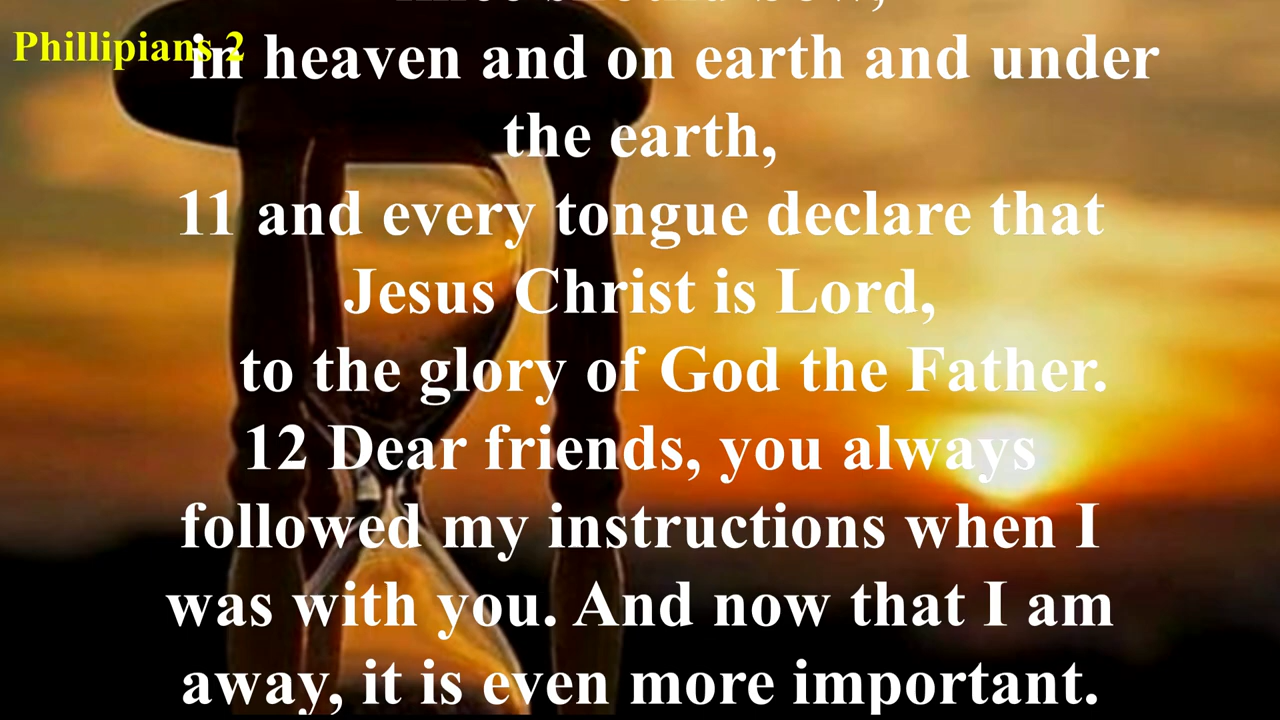 Phillipians 2
in heaven and on earth and under
the earth,
11 and every tongue declare that
Jesus Christ is Lord,
to the glory of God the Father.
12 Dear friends, you always
followed my instructions when I
was with you. And now that I am
away, it is even more important.